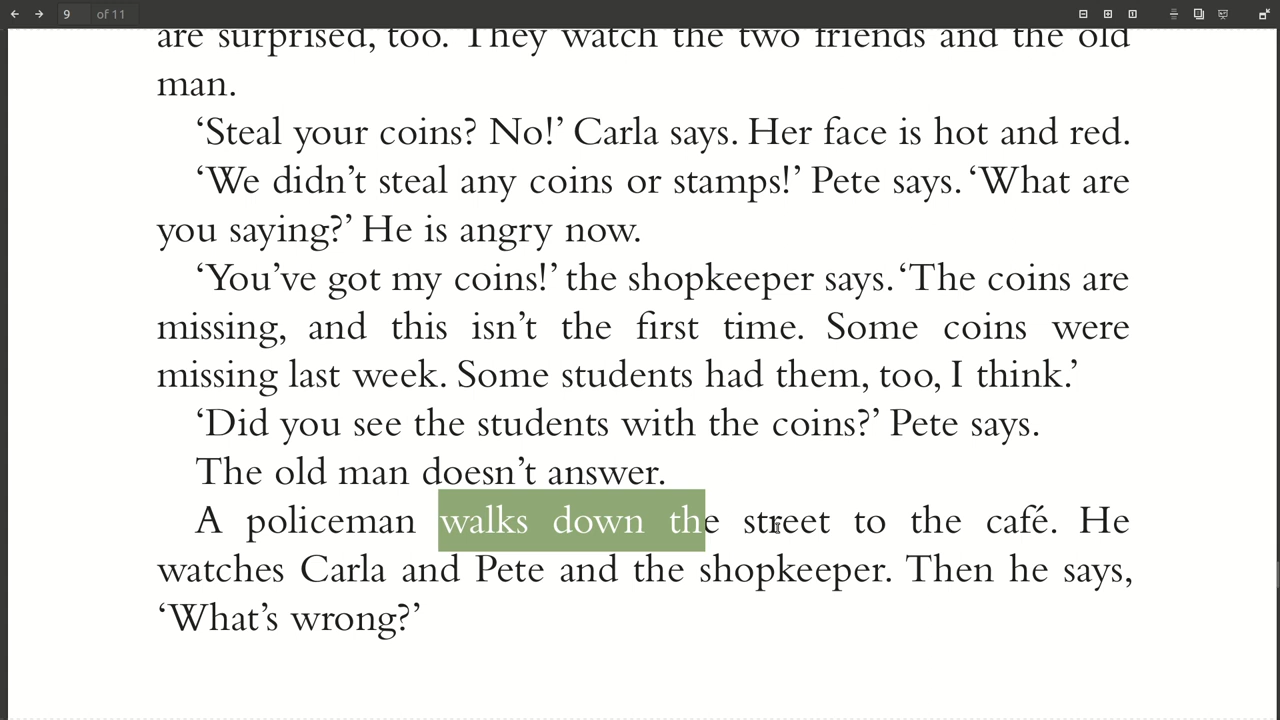 9 of 11
are surprised, too. They watch the two friends and the old
man.
‘Steal your coins? No!’ Carla says. Her face is hot and red.
‘We didn’t steal any coins or stamps!’ Pete says. ‘What are
you saying?’ He is angry now.
‘You’ve got my coins!’ the shopkeeper says. ‘The coins are
missing, and this isn’t the first time. Some coins were
missing last week. Some students had them, too, I think.’
‘Did you see the students with the coins?’ Pete says.
The old man doesn’t answer.
A policeman walks down the street to the café. He
watches Carla and Pete and the shopkeeper. Then he says,
‘What’s wrong?’